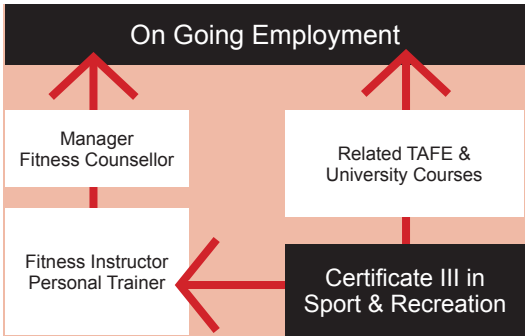 On Going Employment
Manager
Fitness Counsellor
Related TAFE &
University Courses
Fitness Instructor
Personal Trainer
Certificate III in
Sport & Recreation